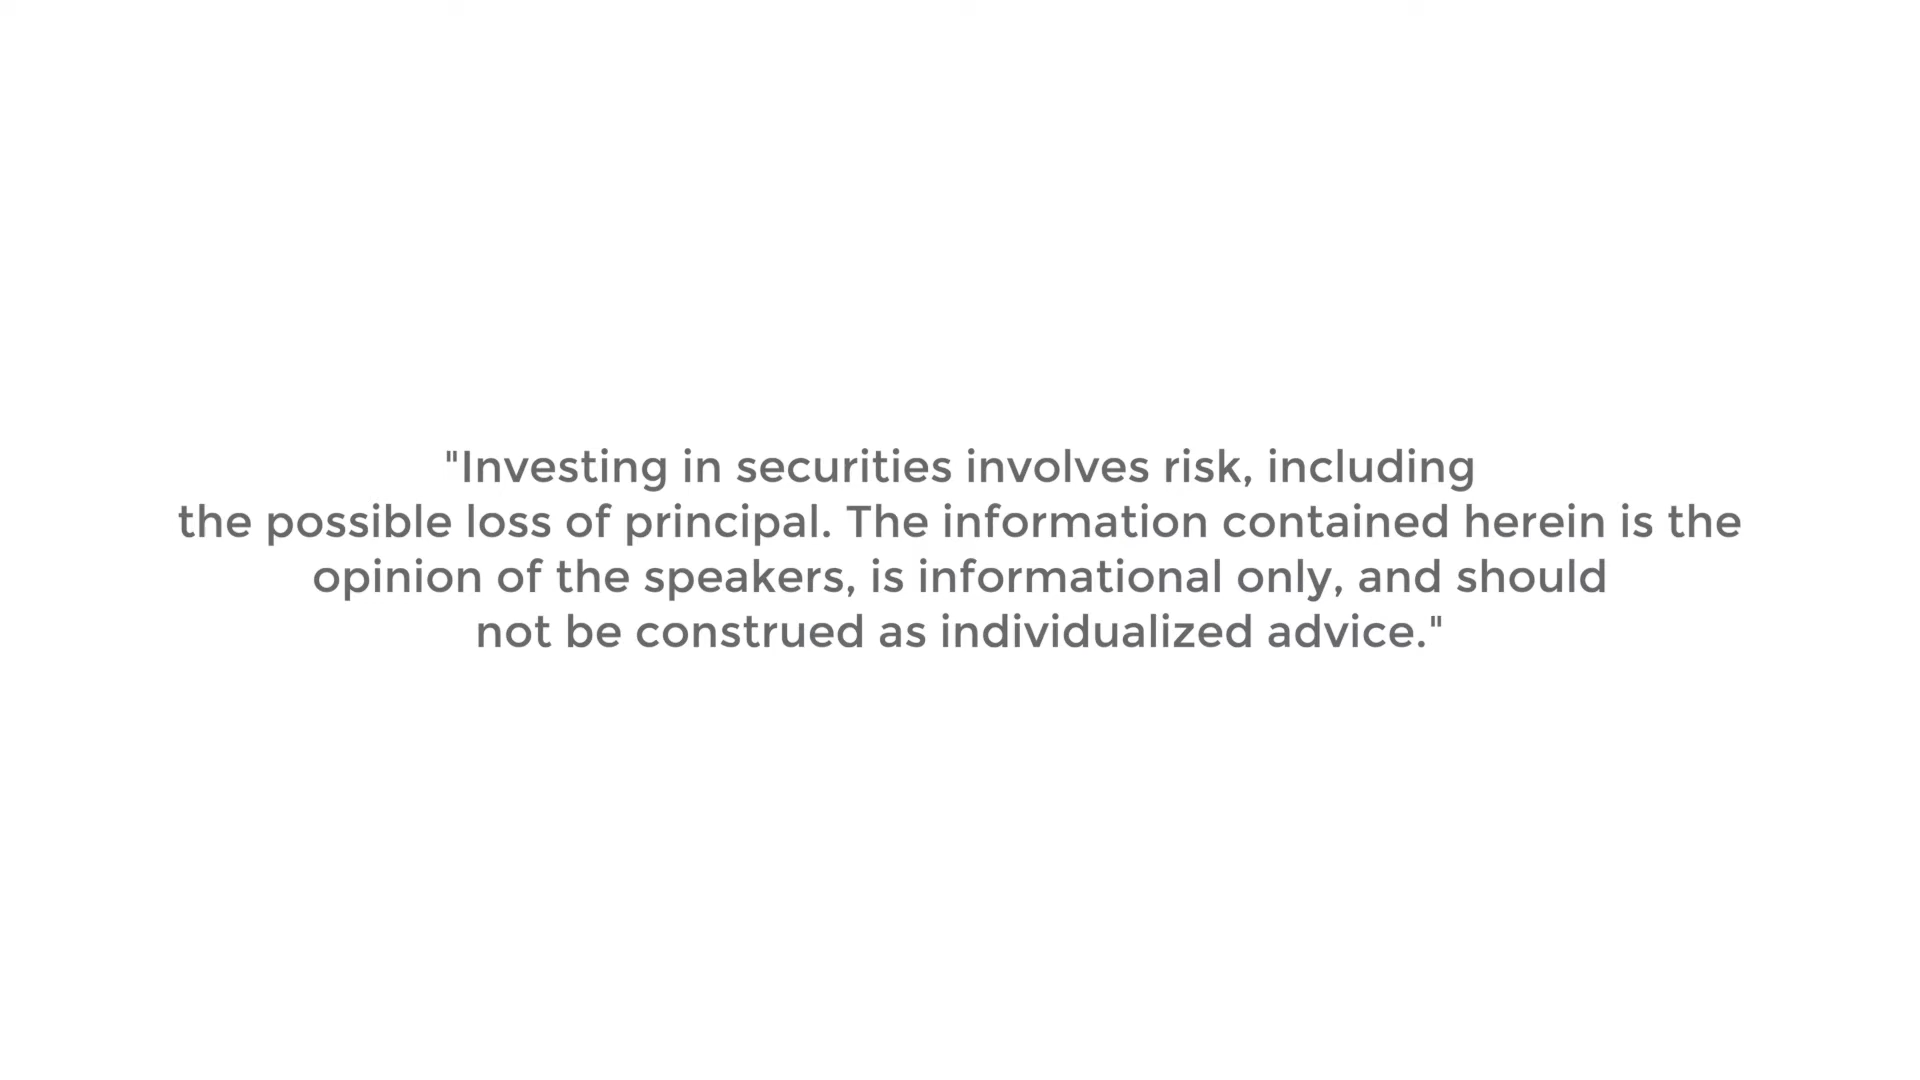 "Investing in securities involves risk, including
the possible loss of principal. The information contained herein is the
opinion of the speakers, is informational only, and should
not be construed as individualized advice."